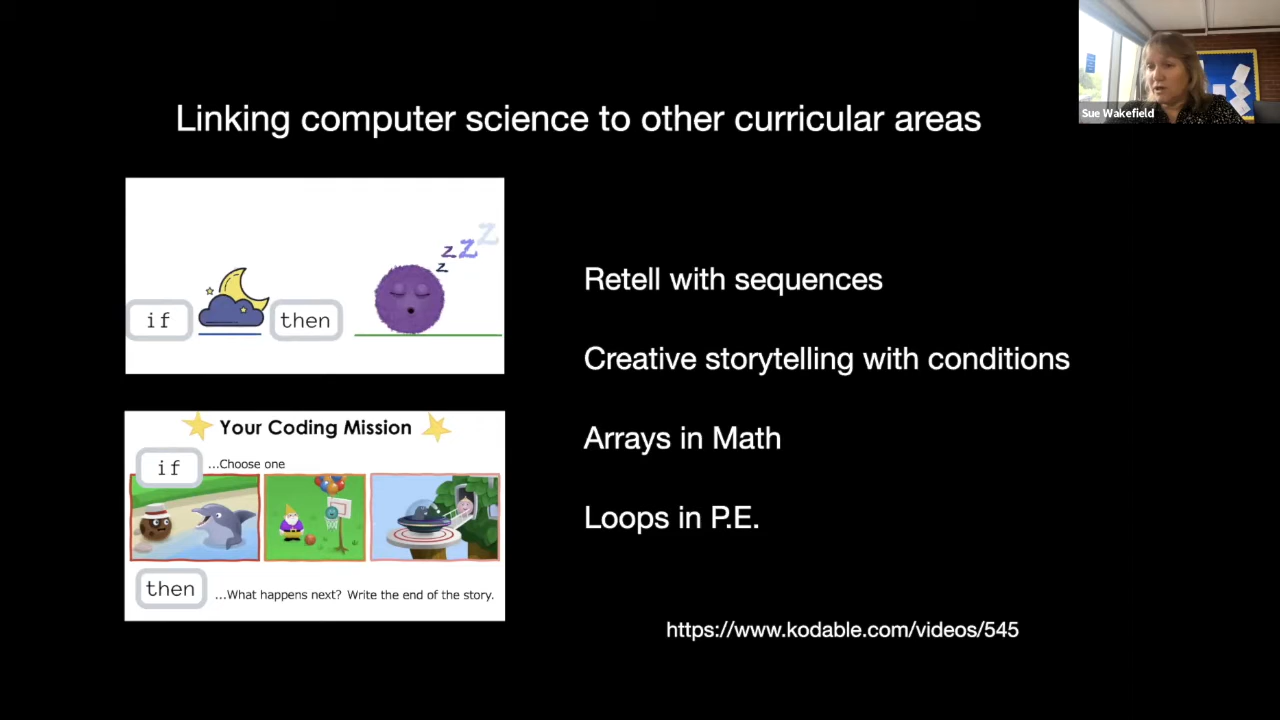 Sue Wakefield
Linking computer science to other curricular areas
z z z z
if
then
Your Coding Mission
if
...Choose one
then
...What happens next? Write the end of the story.
Retell with sequences
Creative storytelling with conditions
Arrays in Math
Loops in P.E.
https://www.kodable.com/videos/545